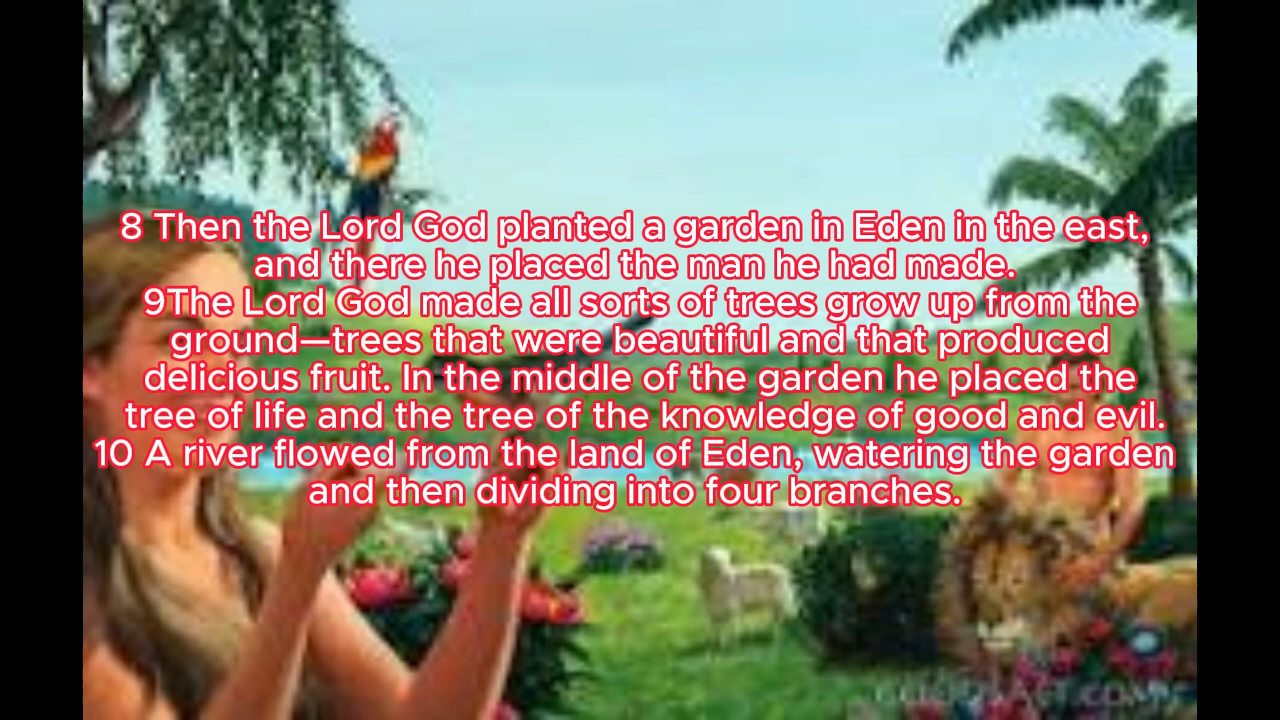 8 Then the Lord God planted a garden in Eden in the east,
and there he placed the man he had made.
9The Lord God made all sorts of trees grow up from the
ground—trees that were beautiful and that produced
delicious fruit. In the middle of the garden he placed the
tree of life and the tree of the knowledge of good and evil.
10 A river flowed from the land of Eden, watering the garden
and then dividing into four branches.